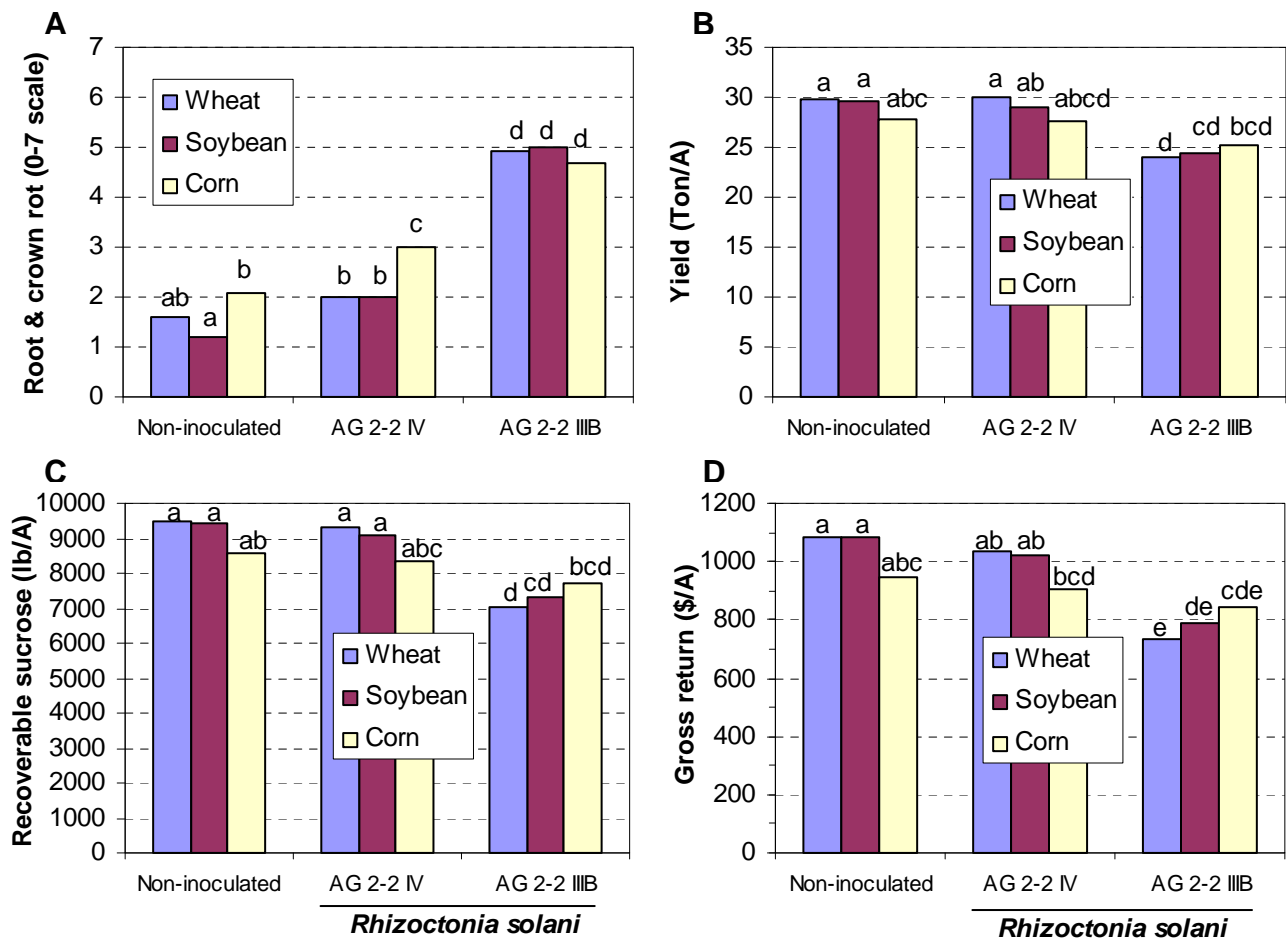 A
Root & crown rot (0-7 scale)
7
6
5
4
3
2
1
0
Wheat
Soybean
Corn
ab
a
b
b
b
c
d
d
d
Non-inoculated
AG 2-2 IV
AG 2-2 IIIB
B
Yield (Ton/A)
35
30
25
20
15
10
5
0
a
a
abc
a
ab
abcd
d
cd
bcd
Wheat
Soybean
Corn
Non-inoculated
AG 2-2 IV
AG 2-2 IIIB
C
Recoverable sucrose (lb/A)
10000
9000
8000
7000
6000
5000
4000
3000
2000
1000
0
a
a
ab
a
a
abc
d
cd
bcd
Wheat
Soybean
Corn
Non-inoculated
AG 2-2 IV
AG 2-2 IIIB
Rhizoctonia solani
D
Gross return ($/A)
1200
1000
800
600
400
200
0
a
a
abc
ab
ab
bcd
e
de
cde
Wheat
Soybean
Corn
Non-inoculated
AG 2-2 IV
AG 2-2 IIIB
Rhizoctonia solani